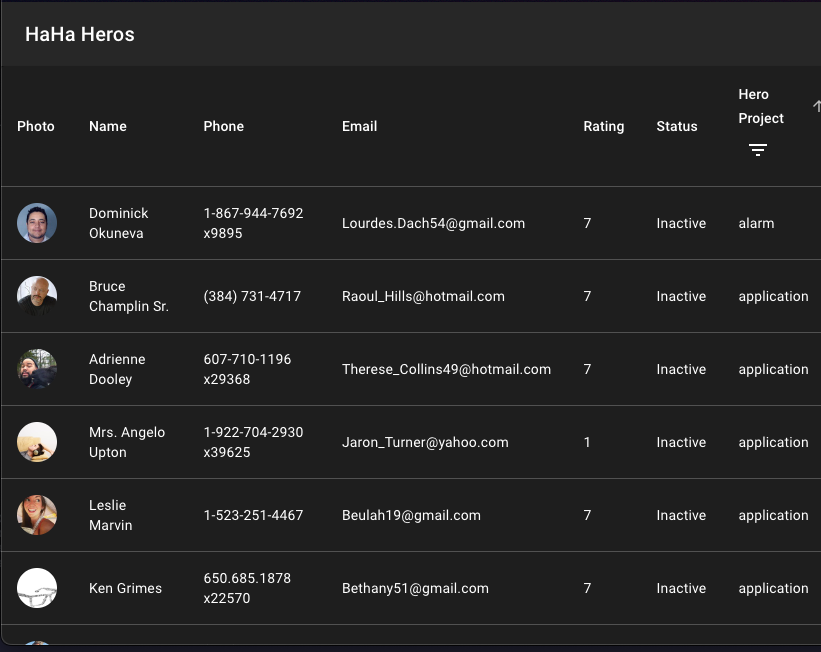 HaHa Heros
Photo Name Phone Email Rating Status Hero Project
Dominick Okuneva 1-867-944-7692 x9895 Lourdes.Dach54@gmail.com 7 Inactive alarm
Bruce Champlin Sr. (384) 731-4717 Raoul_Hills@hotmail.com 7 Inactive application
Adrienne Dooley 607-710-1196 x29368 Therese_Collins49@hotmail.com 7 Inactive application
Mrs. Angelo Upton 1-922-704-2930 x39625 Jaron_Turner@yahoo.com 1 Inactive application
Leslie Marvin 1-523-251-4467 Beulah19@gmail.com 7 Inactive application
Ken Grimes 650.685.1878 x22570 Bethany51@gmail.com 7 Inactive application